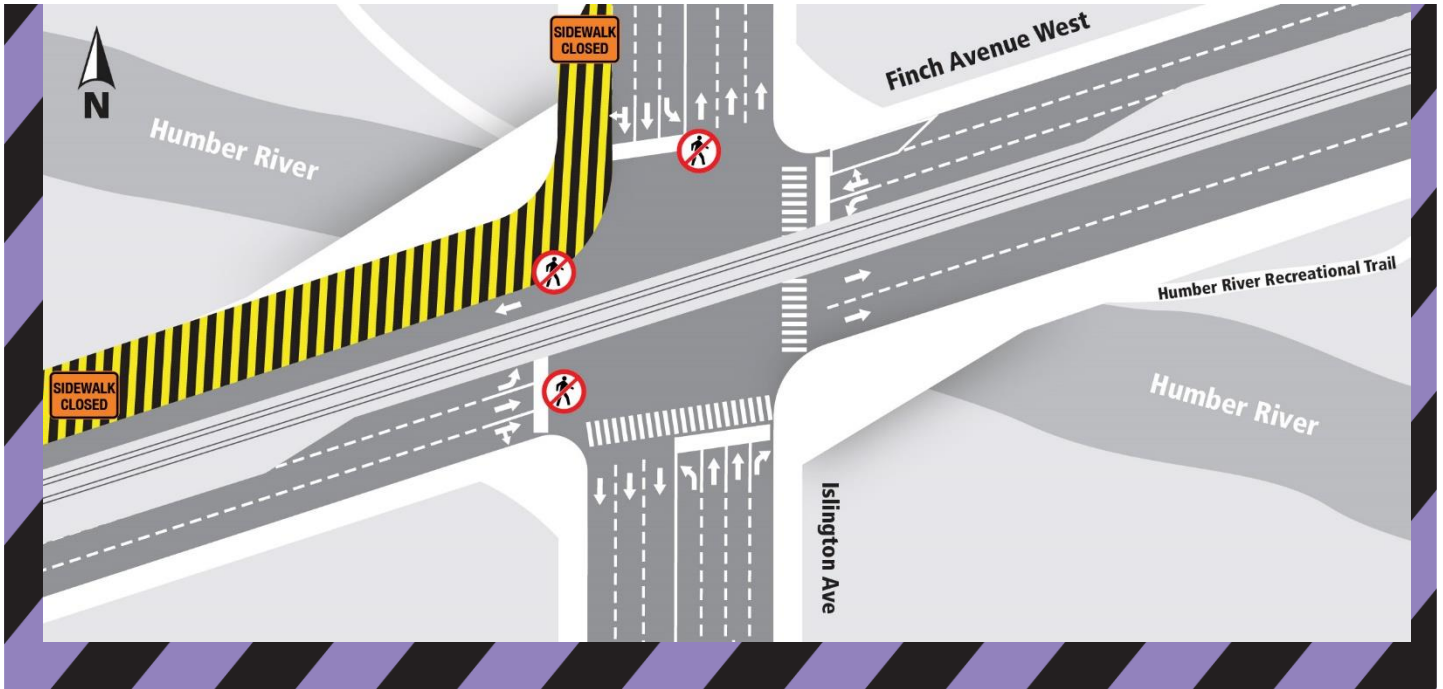 SIDEWALK
CLOSED
Finch Avenue West
N
Humber River
Humber River Recreational Trail
SIDEWALK
CLOSED
Humber River
Islington Ave